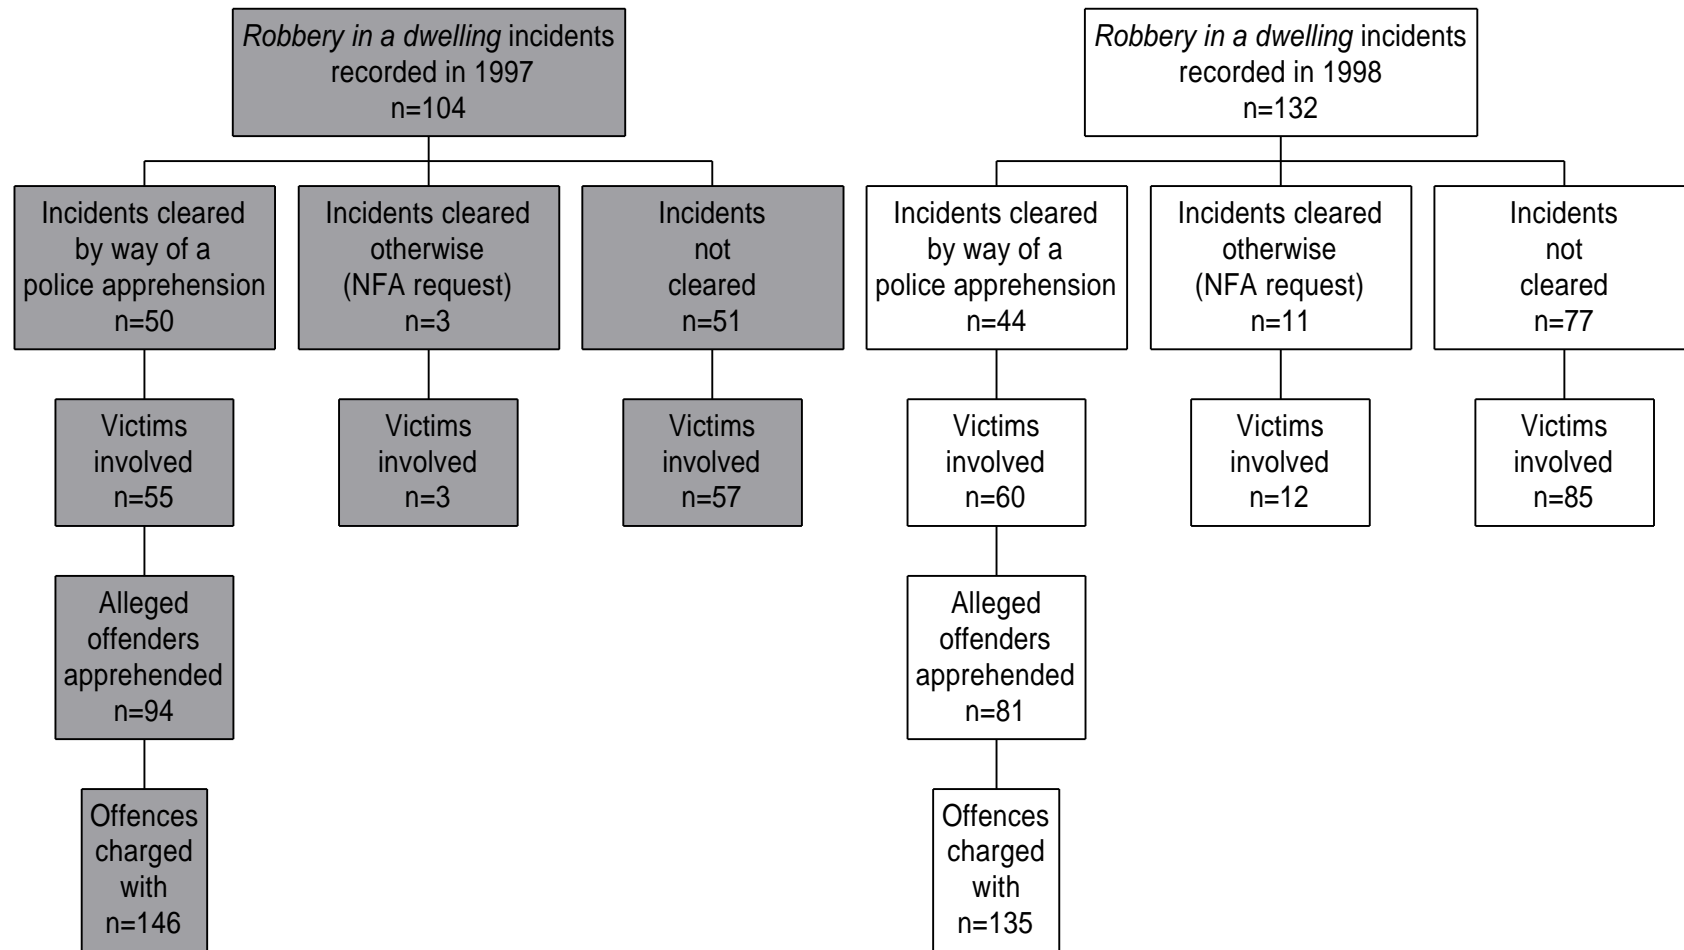 Robbery in a dwelling incidents
recorded in 1997
n=104
Incidents cleared
by way of a
police apprehension
n=50
Incidents cleared
otherwise
(NFA request)
n=3
Incidents
not
cleared
n=51
Victims
involved
n=55
Victims
involved
n=3
Victims
involved
n=57
Alleged
offenders
apprehended
n=94
Offences
charged
with
n=146
Robbery in a dwelling incidents
recorded in 1998
n=132
Incidents cleared
by way of a
police apprehension
n=44
Incidents cleared
otherwise
(NFA request)
n=11
Incidents
not
cleared
n=77
Victims
involved
n=60
Victims
involved
n=12
Victims
involved
n=85
Alleged
offenders
apprehended
n=81
Offences
charged
with
n=135